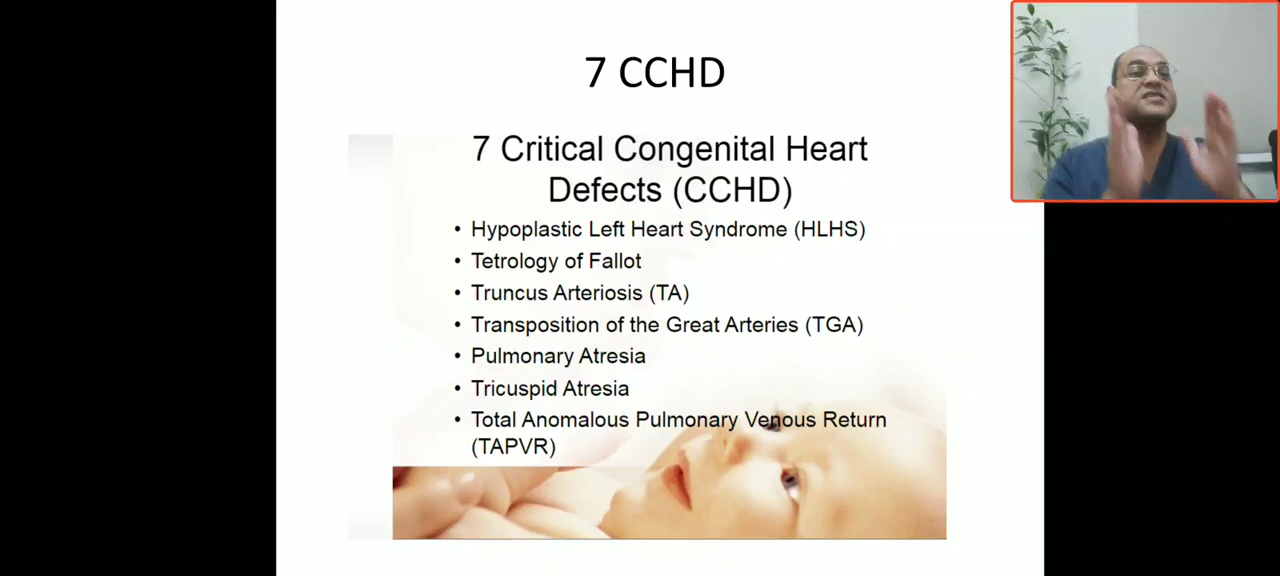 7 CCHD
7 Critical Congenital Heart
Defects (CCHD)
• Hypoplastic Left Heart Syndrome (HLHS)
• Tetrology of Fallot
• Truncus Arteriosis (TA)
• Transposition of the Great Arteries (TGA)
• Pulmonary Atresia
• Tricuspid Atresia
• Total Anomalous Pulmonary Venous Return
(TAPVR)